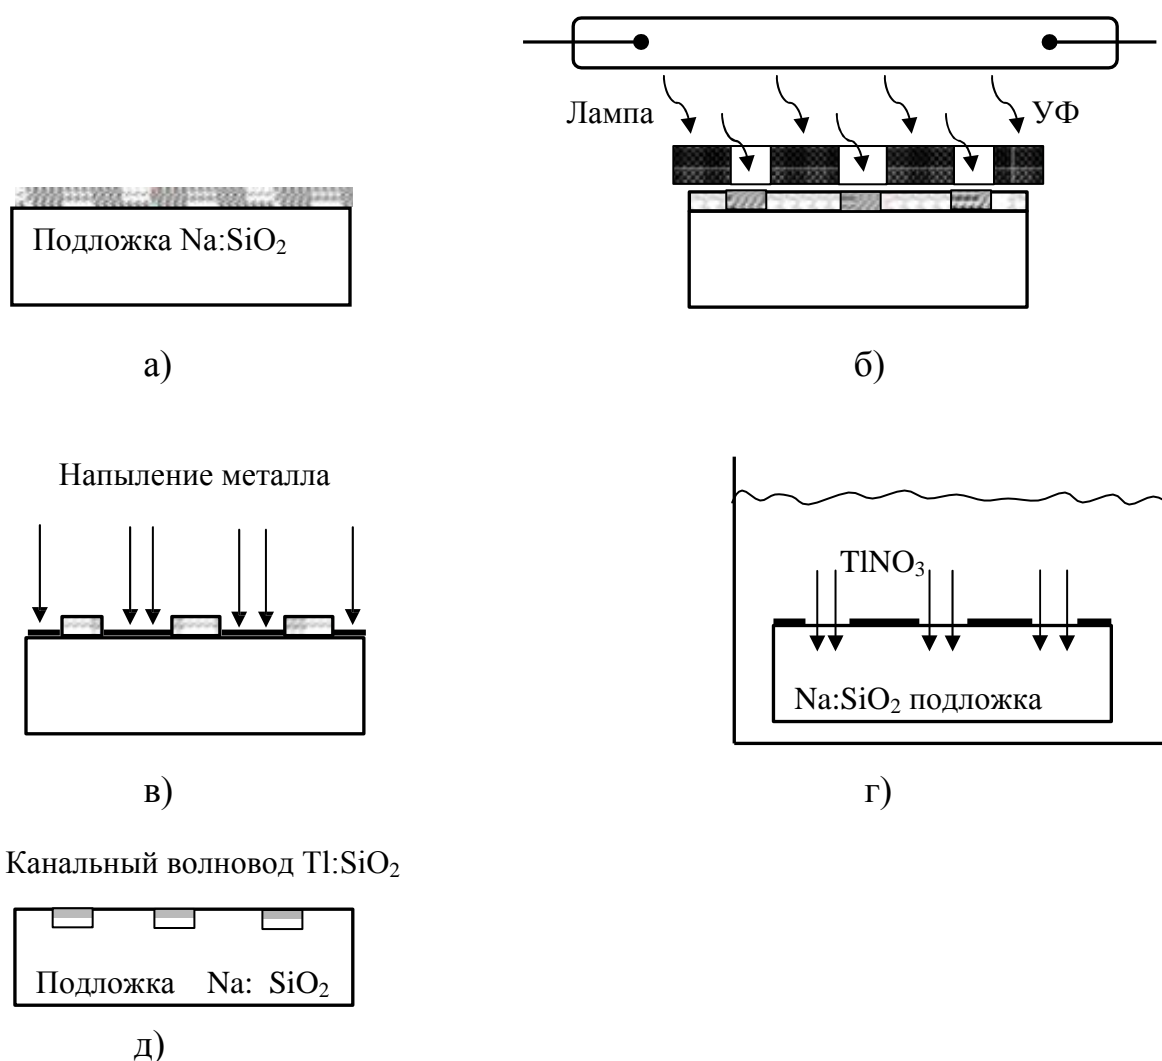 Лампа
УФ
Подложка Na:SiO₂
а)
б)
Напыление металла
TlNO₃
Na:SiO₂ подложка
в)
г)
Канальный волновод Tl:SiO₂
Подложка Na: SiO₂
д)